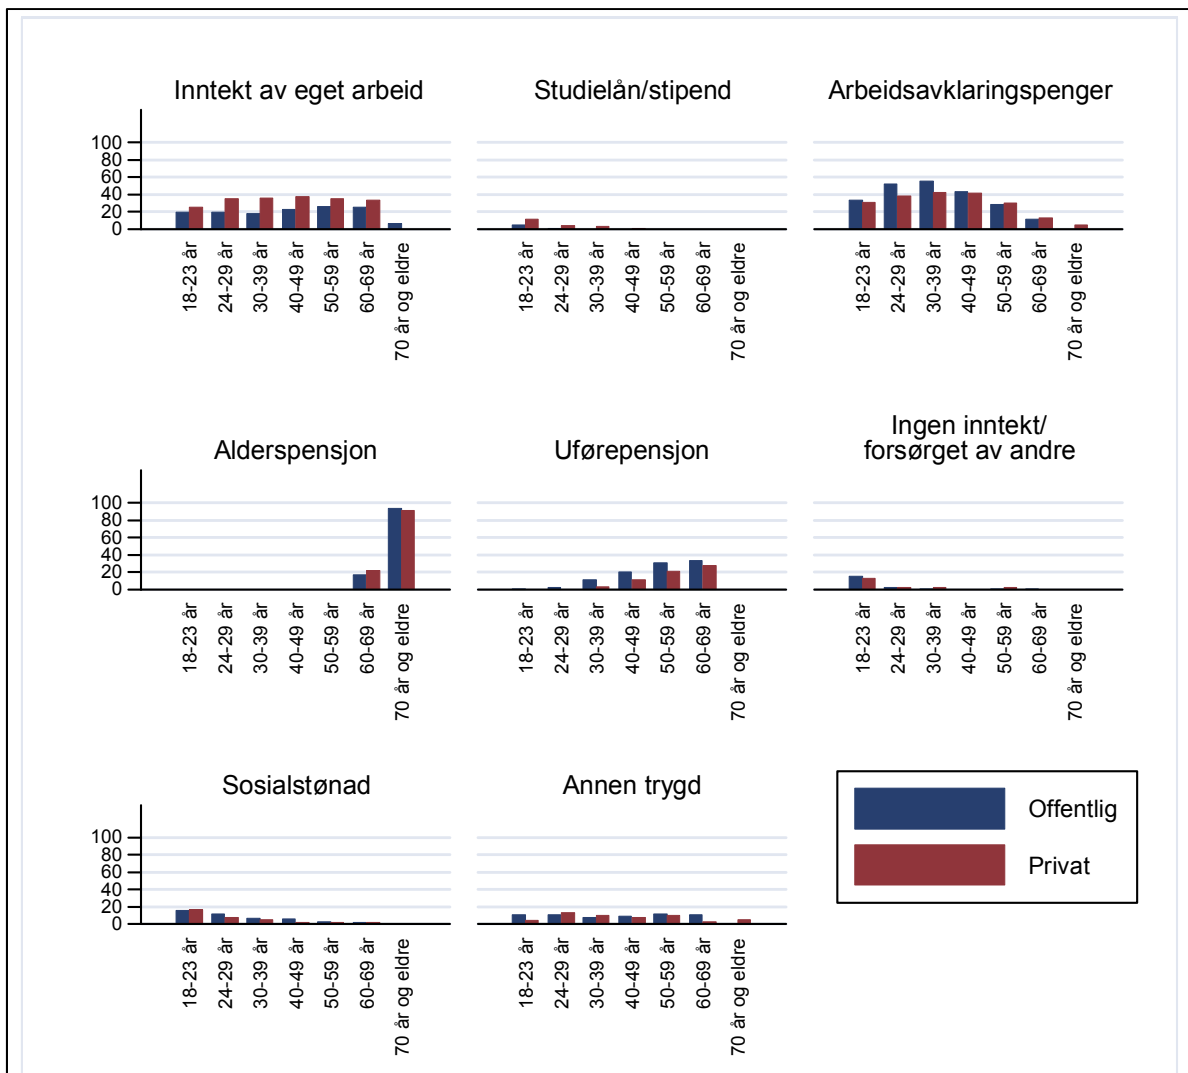 Inntekt av eget arbeid
Studielån/stipend
Arbeidsavklaringspenger
100
80
60
40
20
0
18-23 år
24-29 år
30-39 år
40-49 år
50-59 år
60-69 år
70 år og eldre
18-23 år
24-29 år
30-39 år
40-49 år
50-59 år
60-69 år
70 år og eldre
18-23 år
24-29 år
30-39 år
40-49 år
50-59 år
60-69 år
70 år og eldre
Alderspensjon
Uførepensjon
Ingen inntekt/
forsørget av andre
100
80
60
40
20
0
18-23 år
24-29 år
30-39 år
40-49 år
50-59 år
60-69 år
70 år og eldre
18-23 år
24-29 år
30-39 år
40-49 år
50-59 år
60-69 år
70 år og eldre
18-23 år
24-29 år
30-39 år
40-49 år
50-59 år
60-69 år
70 år og eldre
Sosialstønad
Annen trygd
100
80
60
40
20
0
18-23 år
24-29 år
30-39 år
40-49 år
50-59 år
60-69 år
70 år og eldre
18-23 år
24-29 år
30-39 år
40-49 år
50-59 år
60-69 år
70 år og eldre
Offentlig
Privat